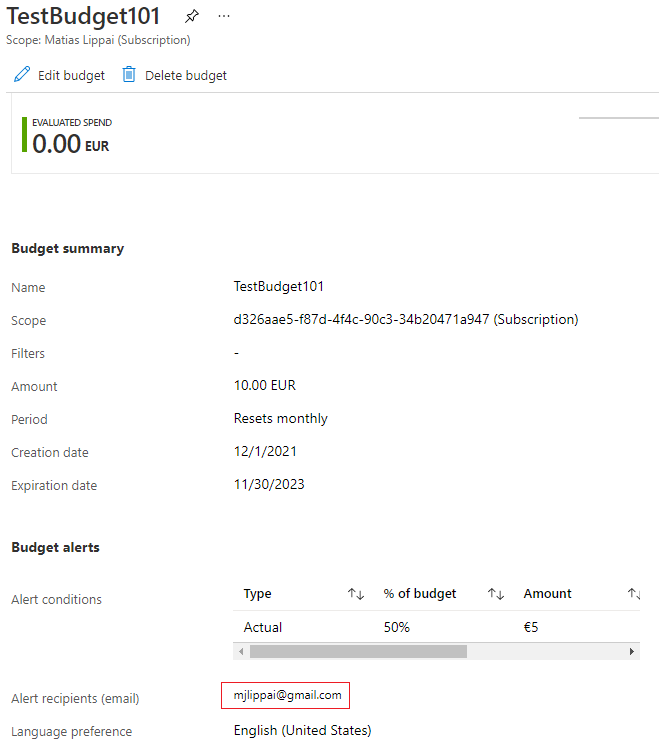 TestBudget101 ...
Scope: Matias Lippai (Subscription)
Edit budget Delete budget
EVALUATED SPEND
0.00 EUR
Budget summary
Name TestBudget101
Scope d326aae5-f87d-4f4c-90c3-34b20471a947 (Subscription)
Filters -
Amount 10.00 EUR
Period Resets monthly
Creation date 12/1/2021
Expiration date 11/30/2023
Budget alerts
Alert conditions
Type ↑↓ % of budget ↑↓ Amount ↑↓
Actual 50% €5
Alert recipients (email) mjlippai@gmail.com
Language preference English (United States)